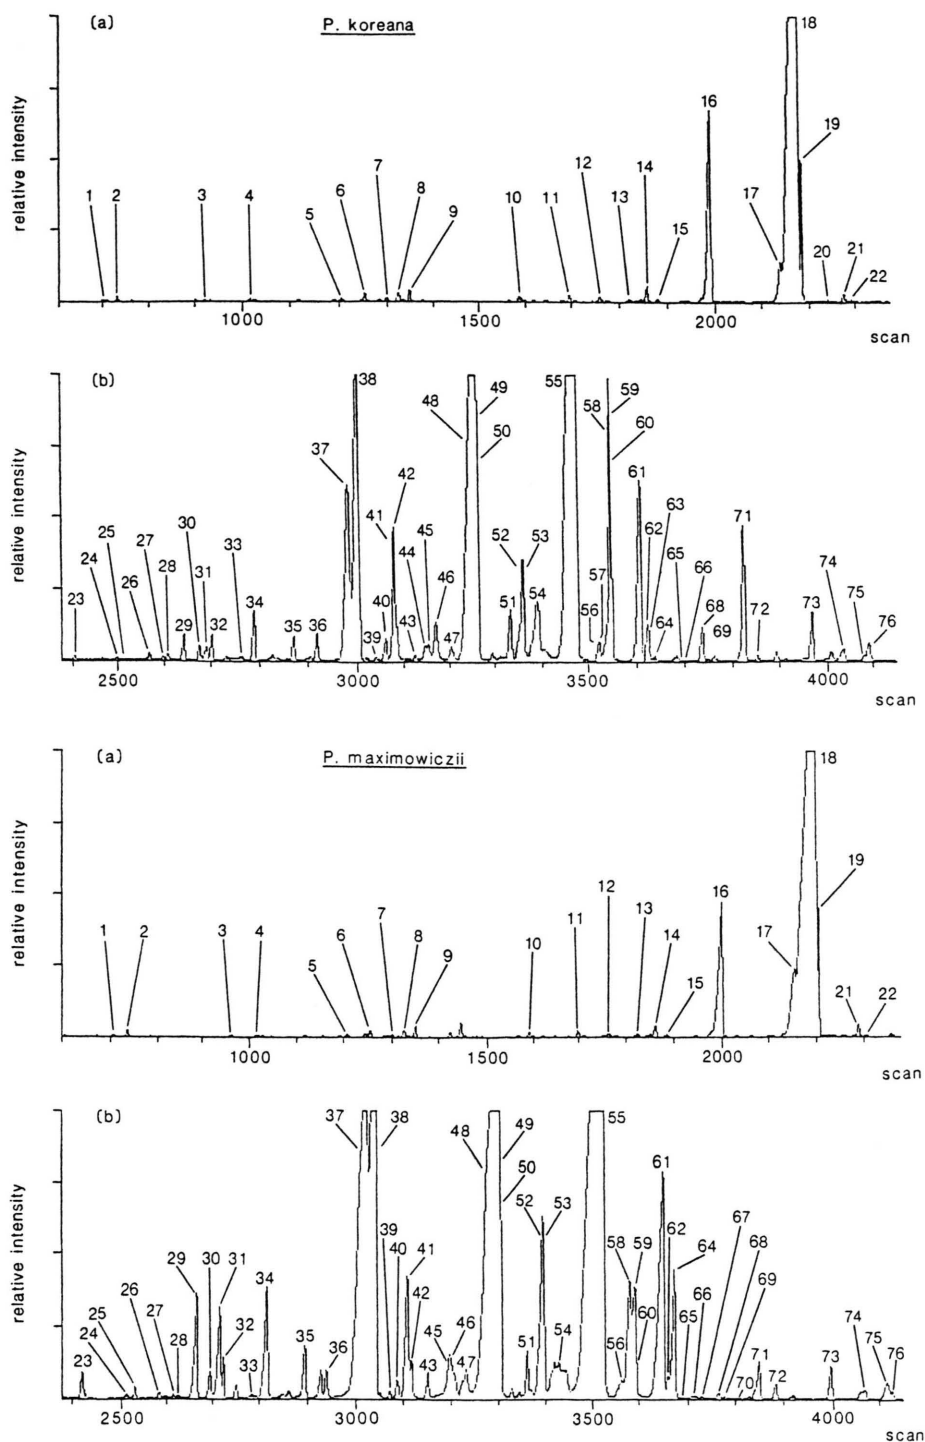 (a)
P. koreana
relative intensity
1 2 3 4 5 6 7 8 9 10 11 12 13 14 15 16 17 18 19 20 21 22
1000 1500 2000
scan
(b)
relative intensity
23 24 25 26 27 28 29 30 31 32 33 34 35 36 37 38 39 40 41 42 43 44 45 46 47 48 49 50 51 52 53 54 55 56 57 58 59 60 61 62 63 64 65 66 68 69 71 72 73 74 75 76
2500 3000 3500 4000
scan
(a)
P. maximowiczii
relative intensity
1 2 3 4 5 6 7 8 9 10 11 12 13 14 15 16 17 18 19 21 22
1000 1500 2000
scan
(b)
relative intensity
23 24 25 26 27 28 29 30 31 32 33 34 35 36 37 38 39 40 41 42 43 45 46 47 48 49 50 51 52 53 54 55 56 58 59 60 61 62 64 65 66 67 68 69 70 71 72 73 74 75 76
2500 3000 3500 4000
scan